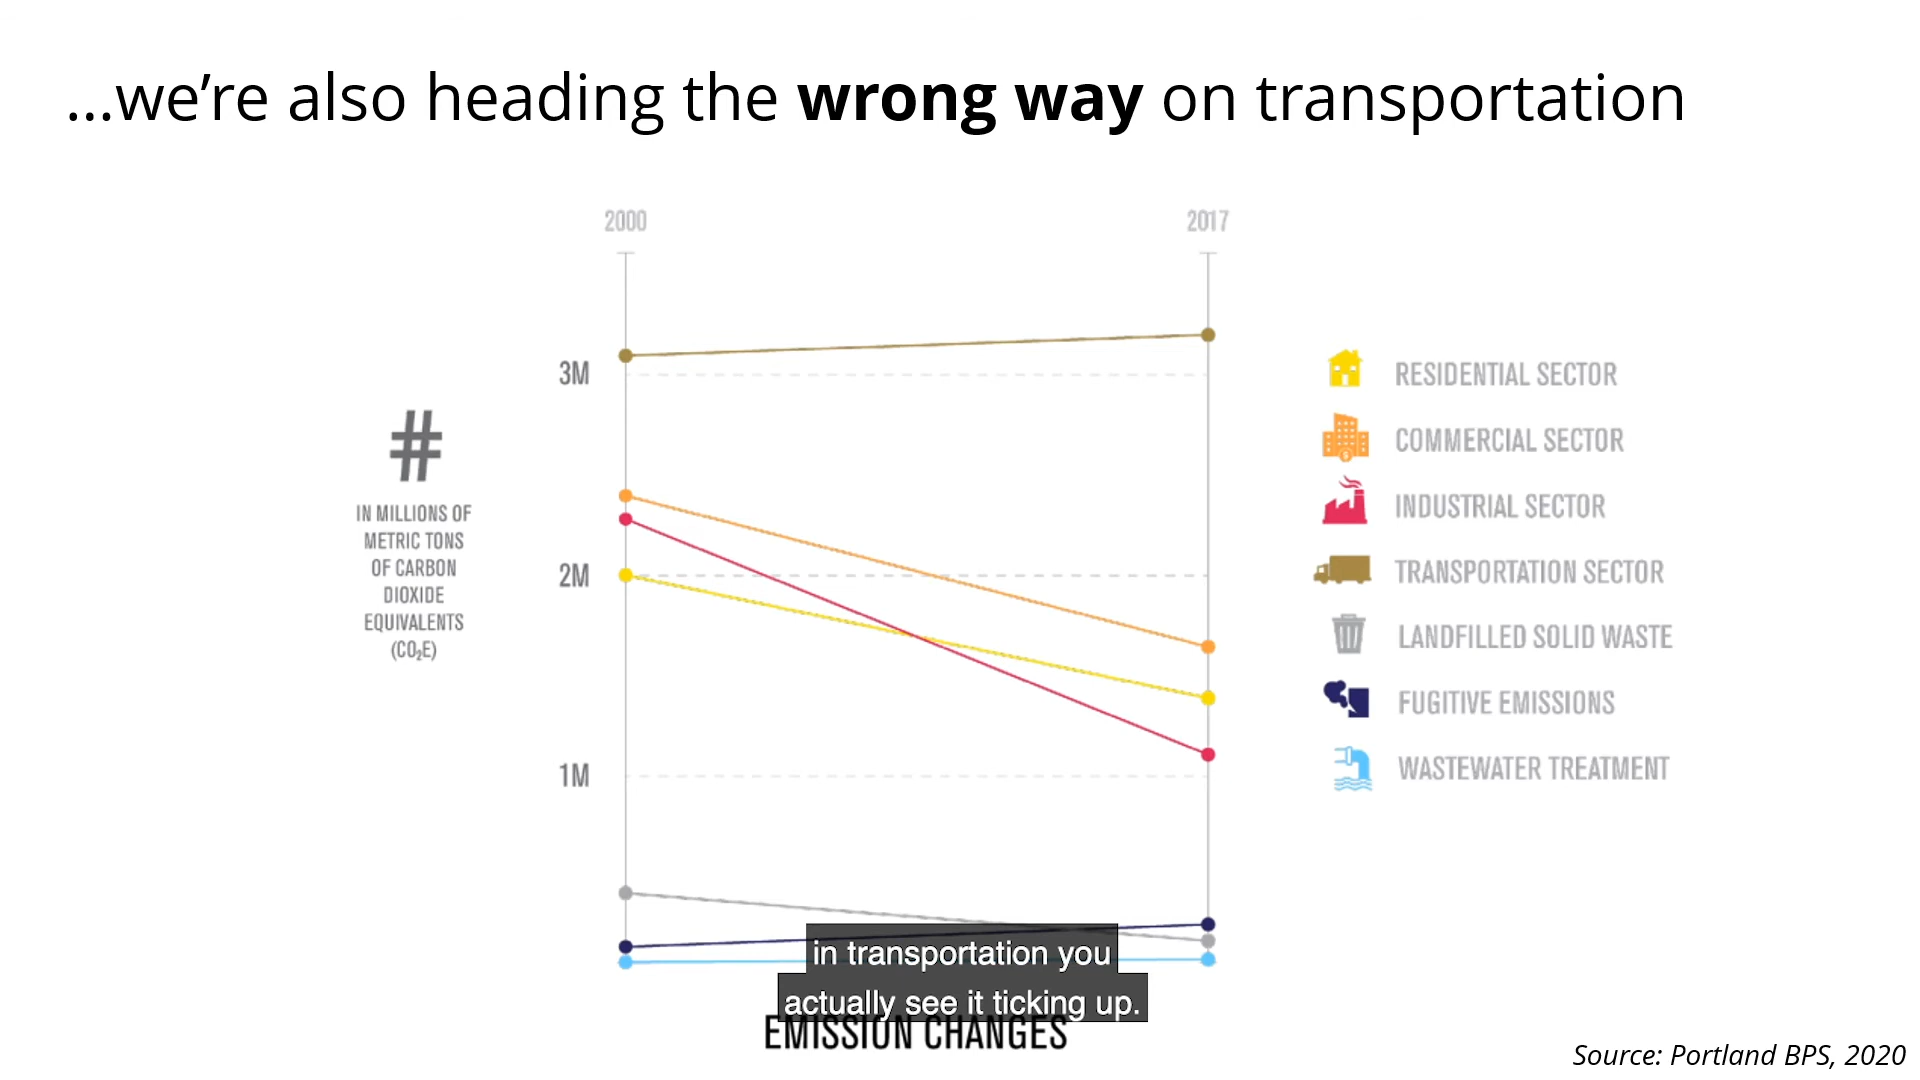 ...we're also heading the wrong way on transportation
2000
2017
3M
2M
1M
#
IN MILLIONS OF
METRIC TONS
OF CARBON
DIOXIDE
EQUIVALENTS
(CO₂E)
RESIDENTIAL SECTOR
COMMERCIAL SECTOR
INDUSTRIAL SECTOR
TRANSPORTATION SECTOR
LANDFILLED SOLID WASTE
FUGITIVE EMISSIONS
WASTEWATER TREATMENT
in transportation you
actually see it ticking up.
EMISSION CHANGES
Source: Portland BPS, 2020